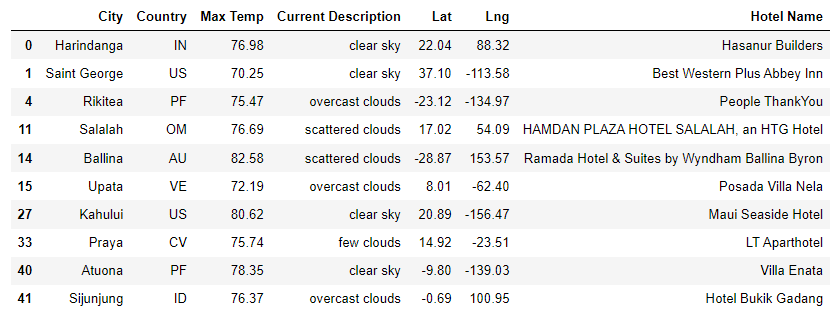 City Country Max Temp Current Description Lat Lng Hotel Name
0 Harindanga IN 76.98 clear sky 22.04 88.32 Hasanur Builders
1 Saint George US 70.25 clear sky 37.10 -113.58 Best Western Plus Abbey Inn
4 Rikitea PF 75.47 overcast clouds -23.12 -134.97 People ThankYou
11 Salalah OM 76.69 scattered clouds 17.02 54.09 HAMDAN PLAZA HOTEL SALALAH, an HTG Hotel
14 Ballina AU 82.58 scattered clouds -28.87 153.57 Ramada Hotel & Suites by Wyndham Ballina Byron
15 Upata VE 72.19 overcast clouds 8.01 -62.40 Posada Villa Nela
27 Kahului US 80.62 clear sky 20.89 -156.47 Maui Seaside Hotel
33 Praya CV 75.74 few clouds 14.92 -23.51 LT Aparthotel
40 Atuona PF 78.35 clear sky -9.80 -139.03 Villa Enata
41 Sijunjung ID 76.37 overcast clouds -0.69 100.95 Hotel Bukik Gadang